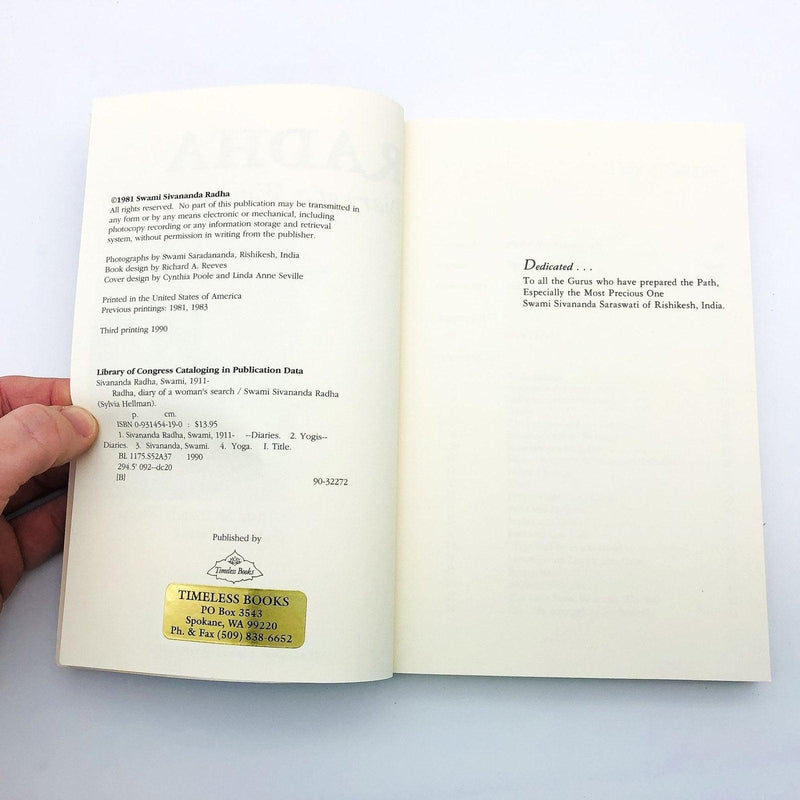 ©1981 Swami Sivananda Radha
All rights reserved. No part of this publication may be transmitted in
any form or by any means electronic or mechanical, including
photocopy recording or any information storage and retrieval
system, without permission in writing from the publisher.
Photographs by Swami Saradananda, Rishikesh, India
Book design by Richard A. Reeves
Cover design by Cynthia Poole and Linda Anne Seville
Printed in the United States of America
Previous printings: 1981, 1983
Third printing 1990
Library of Congress Cataloging in Publication Data
Sivananda Radha, Swami, 1911-
Radha, diary of a woman's search / Swami Sivananda Radha
(Sylvia Hellman).
p. cm.
ISBN 0-931454-19-0 : $13.95
1. Sivananda Radha, Swami, 1911- --Diaries. 2. Yogis--
Diaries. 3. Sivananda, Swami. 4. Yoga. I. Title.
BL 1175.S52A37 1990
294.5' 092--dc20
[B]
90-32272
Published by
Timeless Books
TIMELESS BOOKS
PO Box 3543
Spokane, WA 99220
Ph. & Fax (509) 838-6652
Dedicated . . .
To all the Gurus who have prepared the Path,
Especially the Most Precious One
Swami Sivananda Saraswati of Rishikesh, India.